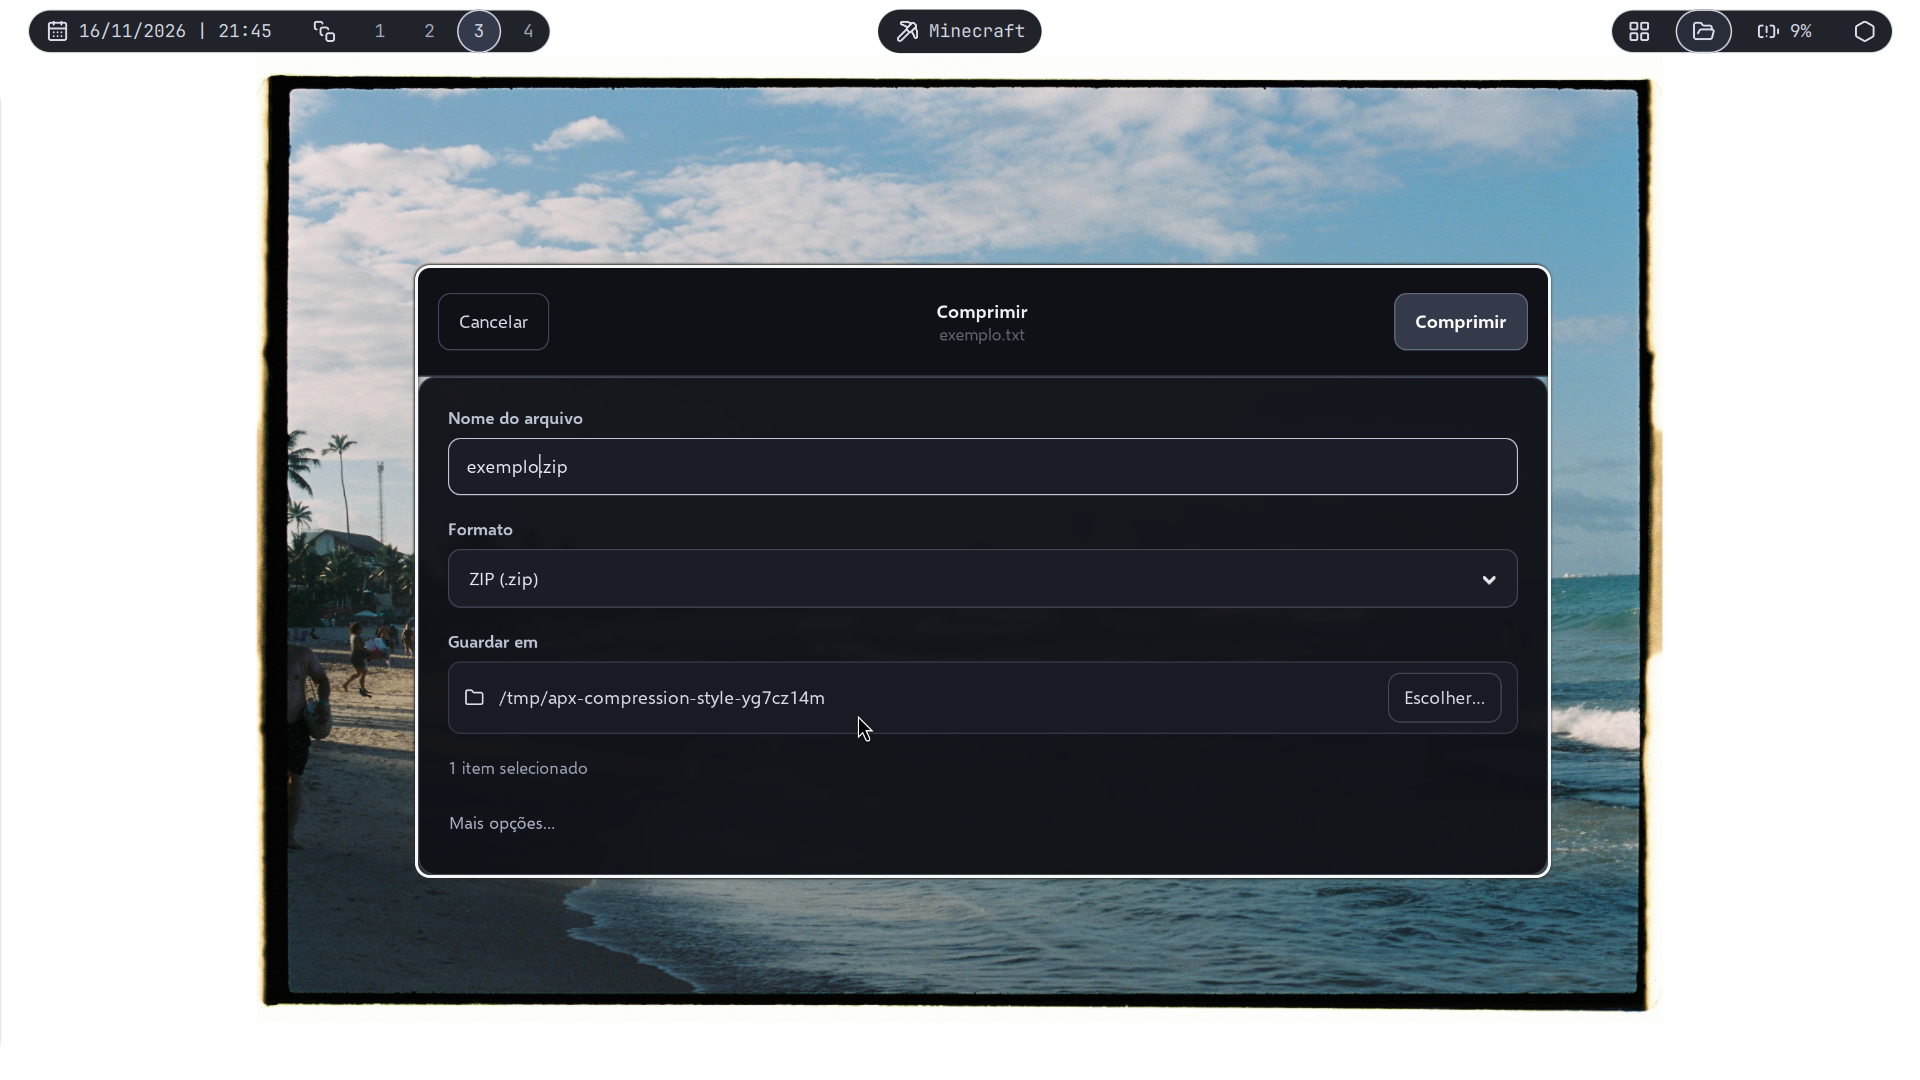 16/11/2026 | 21:45
1 2 3 4
Minecraft
9%
Cancelar
Comprimir
exemplo.txt
Comprimir
Nome do arquivo
exemplo.zip
Formato
ZIP (.zip)
Guardar em
/tmp/apx-compression-style-yg7cz14m
Escolher...
1 item selecionado
Mais opções...